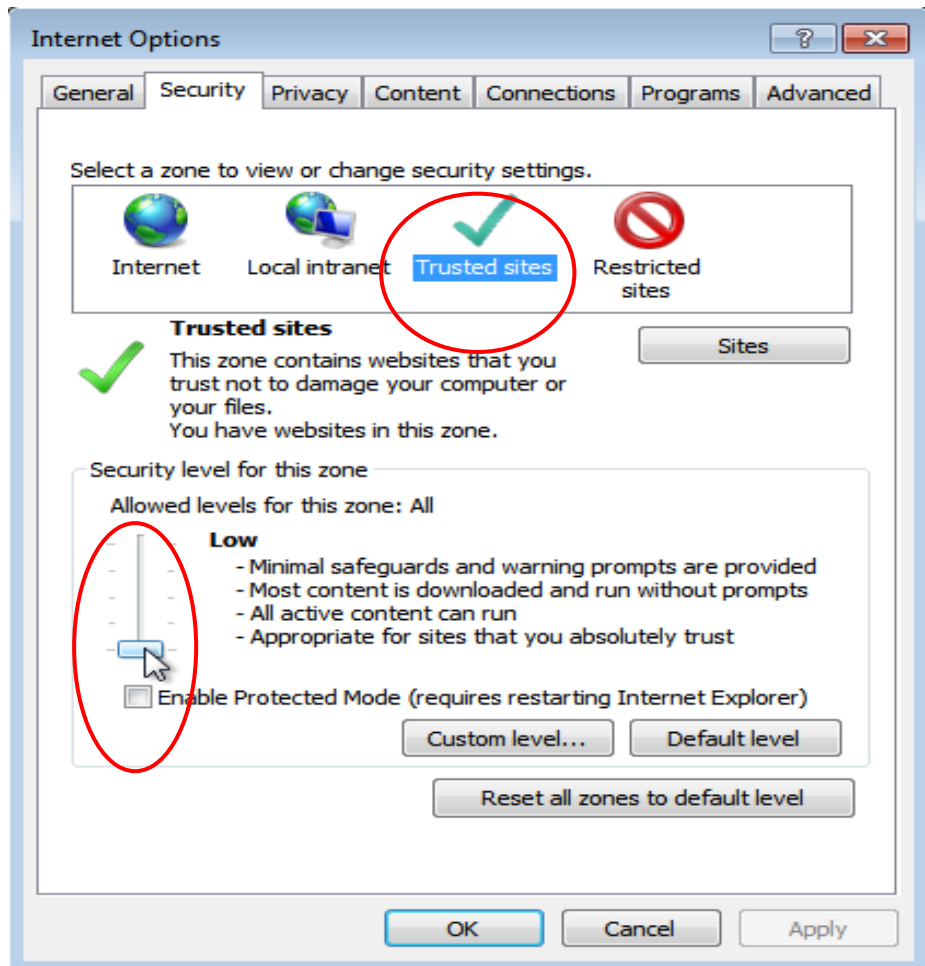 Internet Options
General Security Privacy Content Connections Programs Advanced
Select a zone to view or change security settings.
Internet Local intranet Trusted sites Restricted
sites
Trusted sites
Sites
This zone contains websites that you
trust not to damage your computer or
your files.
You have websites in this zone.
Security level for this zone
Allowed levels for this zone: All
Low
- Minimal safeguards and warning prompts are provided
- Most content is downloaded and run without prompts
- All active content can run
- Appropriate for sites that you absolutely trust
Enable Protected Mode (requires restarting Internet Explorer)
Custom level... Default level
Reset all zones to default level
OK Cancel Apply